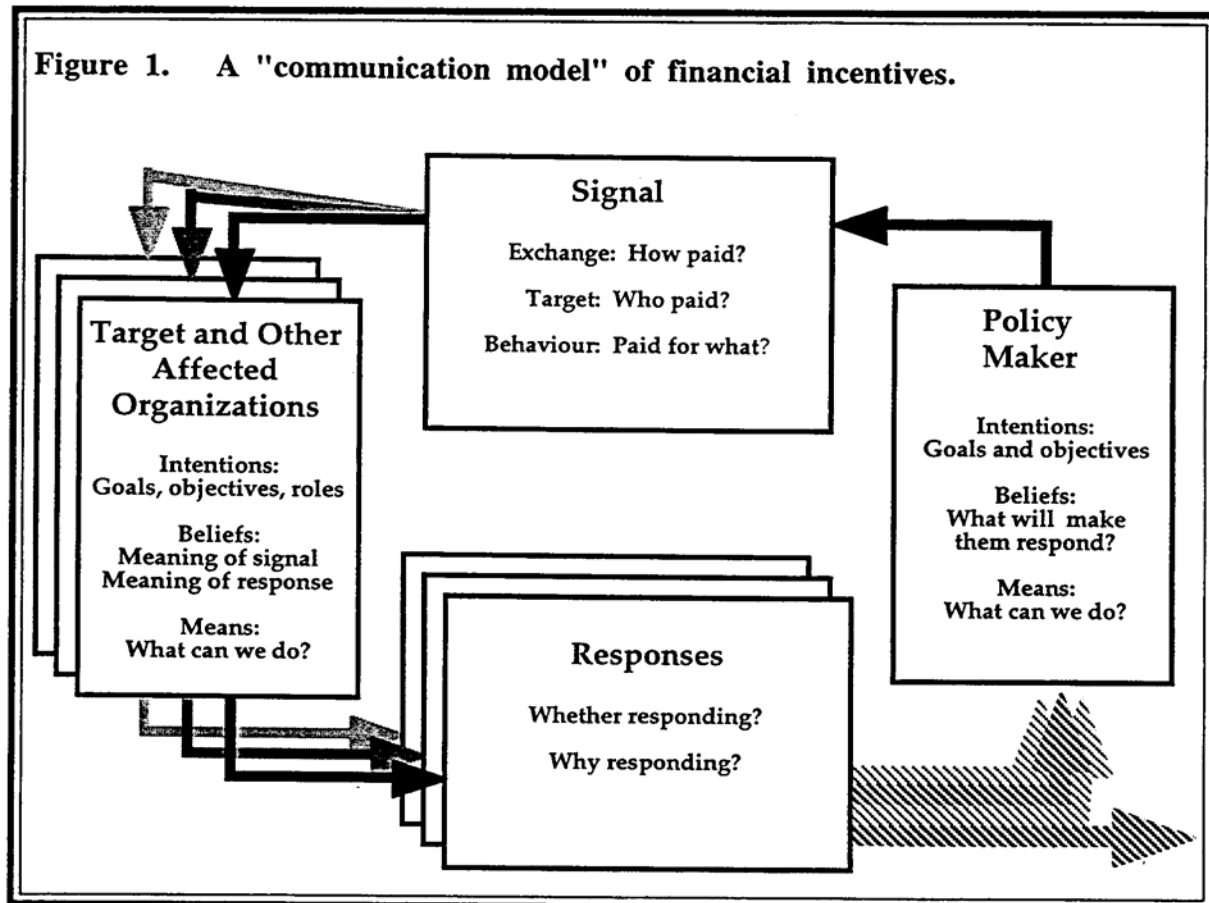 Figure 1. A "communication model" of financial incentives.
Signal
Exchange: How paid?
Target: Who paid?
Behaviour: Paid for what?
Target and Other
Affected
Organizations
Intentions:
Goals, objectives, roles
Beliefs:
Meaning of signal
Meaning of response
Means:
What can we do?
Policy
Maker
Intentions:
Goals and objectives
Beliefs:
What will make
them respond?
Means:
What can we do?
Responses
Whether responding?
Why responding?